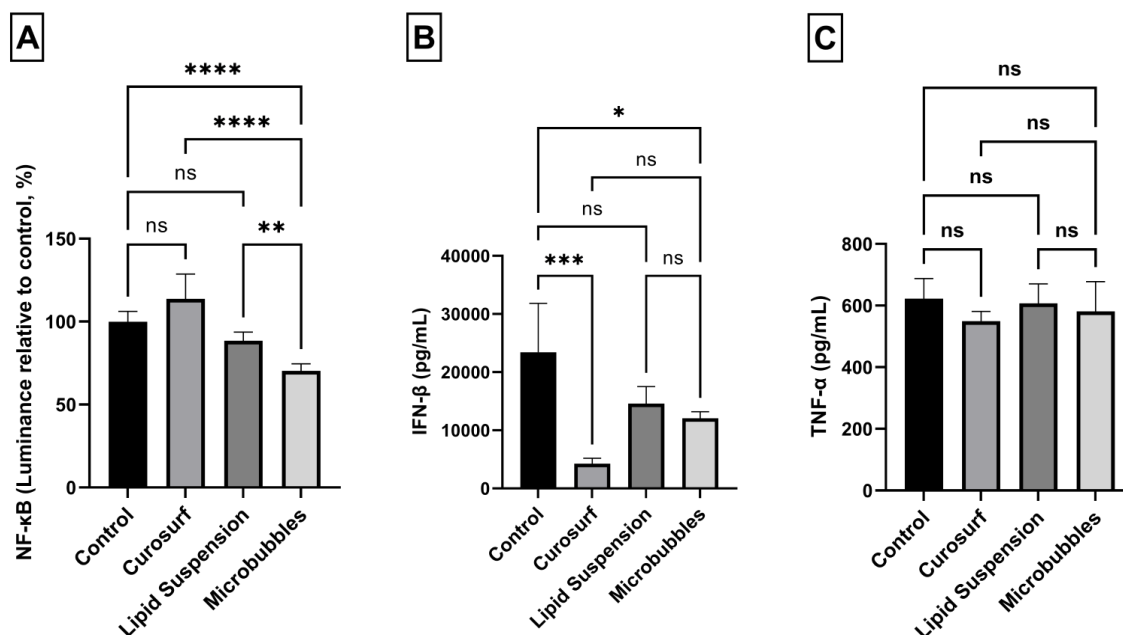 A
****
****
ns
ns
**
NF-κB (Luminance relative to control, %)
150
100
50
0
Control
Curosurf
Lipid Suspension
Microbubbles
B
*
ns
ns
***
ns
IFN-β (pg/mL)
40000
30000
20000
10000
0
Control
Curosurf
Lipid Suspension
Microbubbles
C
ns
ns
ns
ns
ns
TNF-α (pg/mL)
800
600
400
200
0
Control
Curosurf
Lipid Suspension
Microbubbles